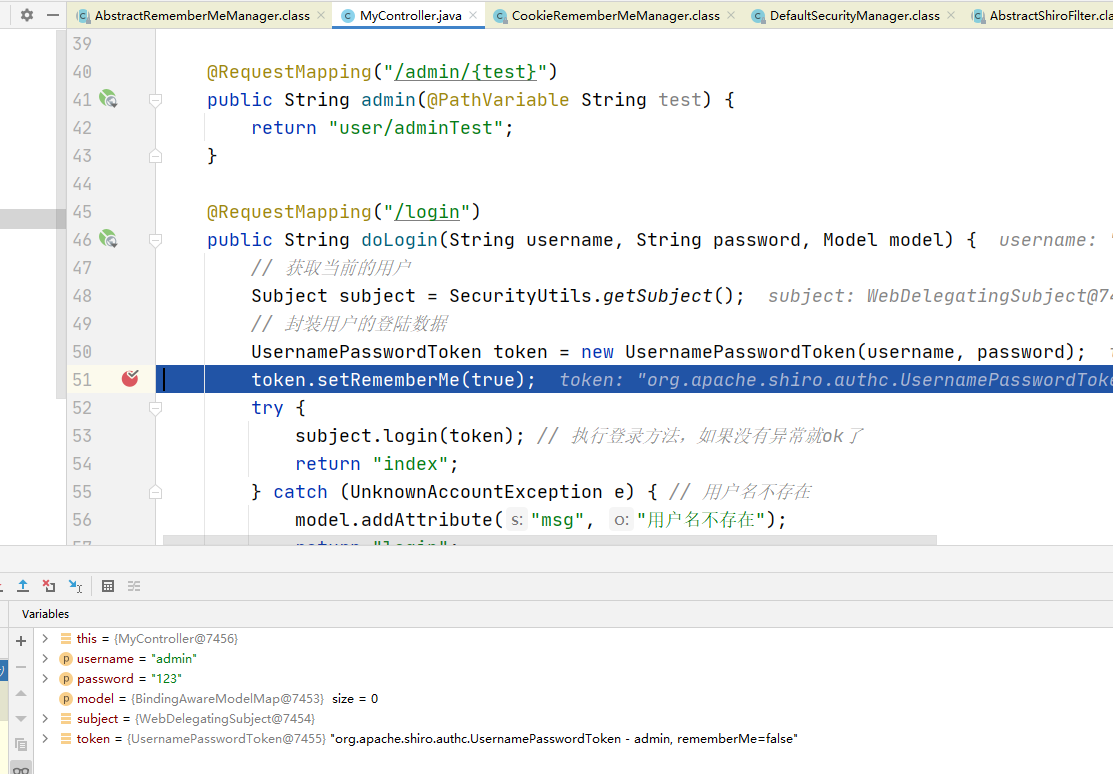 AbstractRememberMeManager.class × MyController.java × CookieRememberMeManager.class × DefaultSecurityManager.class × AbstractShiroFilter.cla
39
40 @RequestMapping("/admin/{test}")
41 public String admin(@PathVariable String test) {
42 return "user/adminTest";
43 }
44
45 @RequestMapping("/login")
46 public String doLogin(String username, String password, Model model) { username: "
47 // 获取当前的用户
48 Subject subject = SecurityUtils.getSubject(); subject: WebDelegatingSubject@74
49 // 封装用户的登陆数据
50 UsernamePasswordToken token = new UsernamePasswordToken(username, password);
51 token.setRememberMe(true); token: "org.apache.shiro.authc.UsernamePasswordToke
52 try {
53 subject.login(token); // 执行登录方法，如果没有异常就ok了
54 return "index";
55 } catch (UnknownAccountException e) { // 用户名不存在
56 model.addAttribute( s: "msg", o: "用户名不存在");
57 return "login";
Variables
this = {MyController@7456}
p username = "admin"
p password = "123"
p model = {BindingAwareModelMap@7453} size = 0
subject = {WebDelegatingSubject@7454}
token = {UsernamePasswordToken@7455} "org.apache.shiro.authc.UsernamePasswordToken - admin, rememberMe=false"